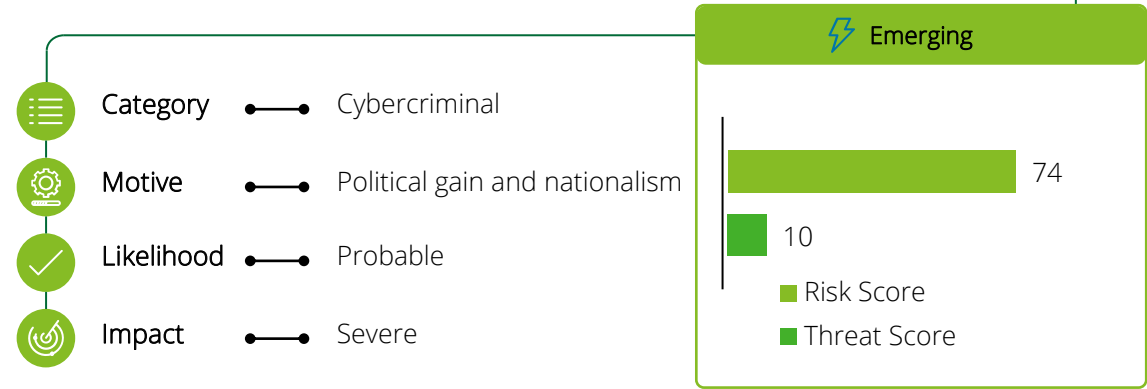 Emerging
Category Cybercriminal
Motive Political gain and nationalism
Likelihood Probable
Impact Severe
74
10
Risk Score
Threat Score